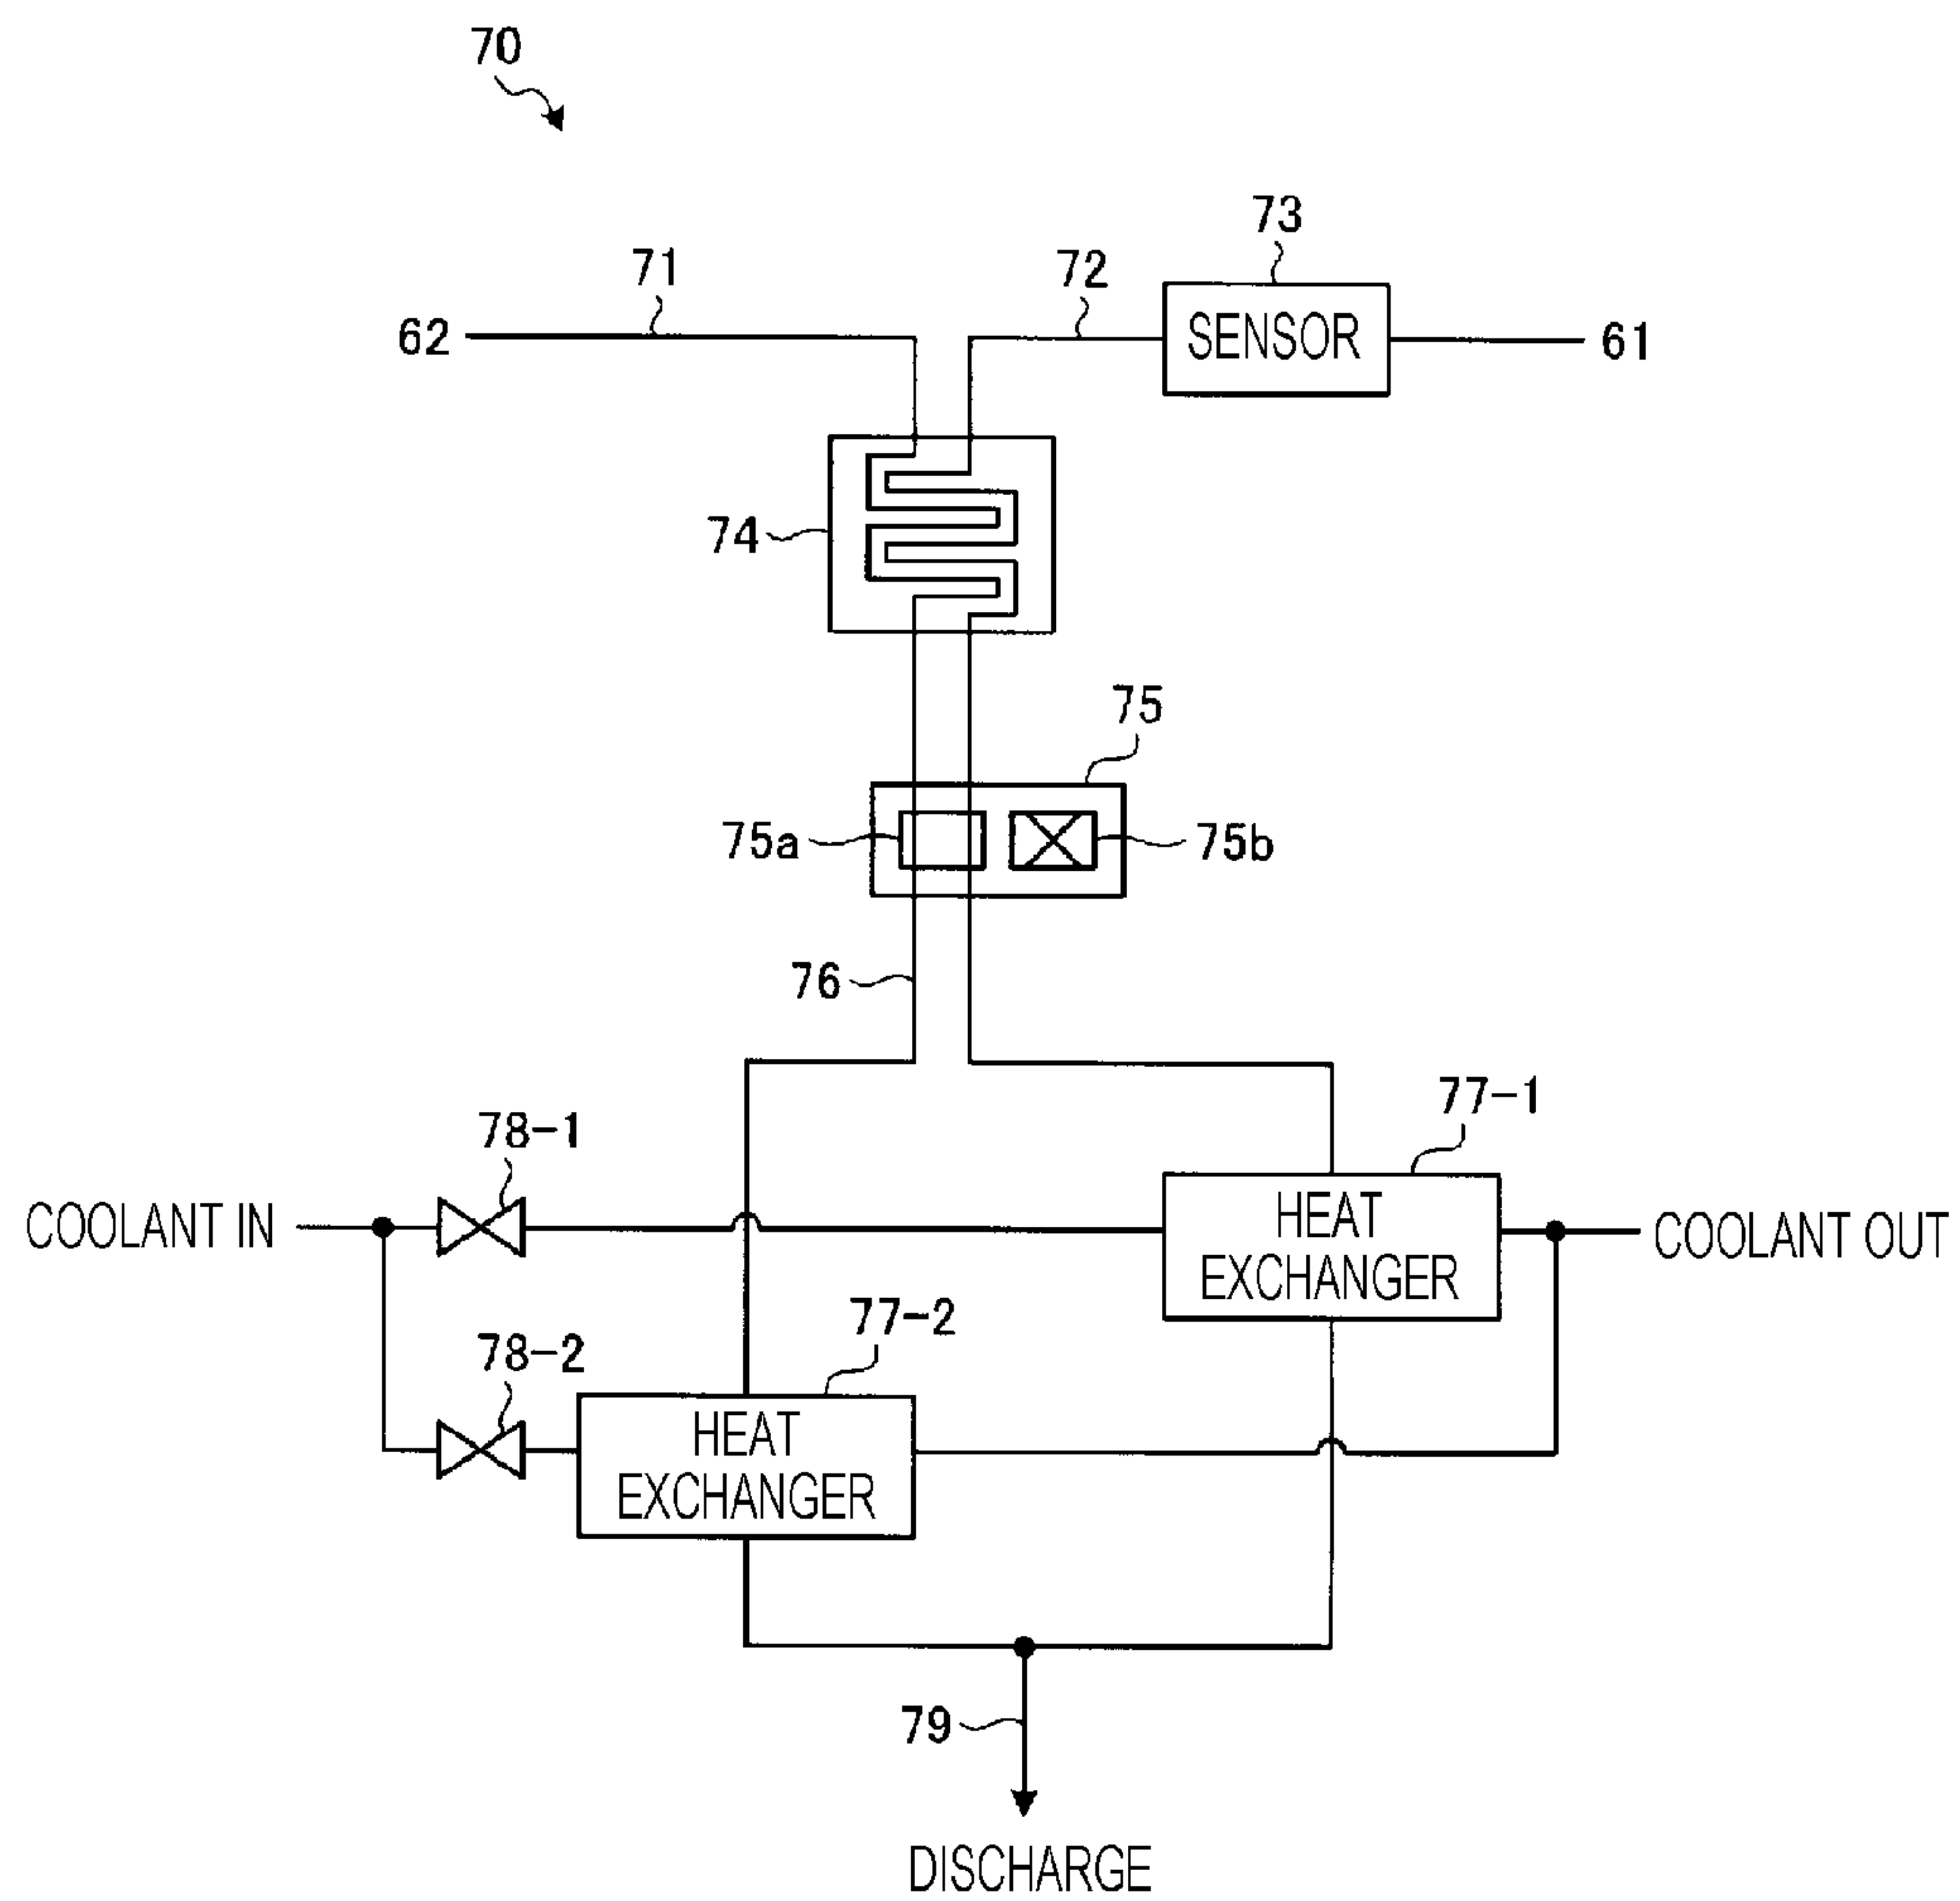 70
73
71
72
62
SENSOR
61
74
75
75a
75b
76
77-1
78-1
COOLANT IN
HEAT
EXCHANGER
COOLANT OUT
77-2
78-2
HEAT
EXCHANGER
79
DISCHARGE